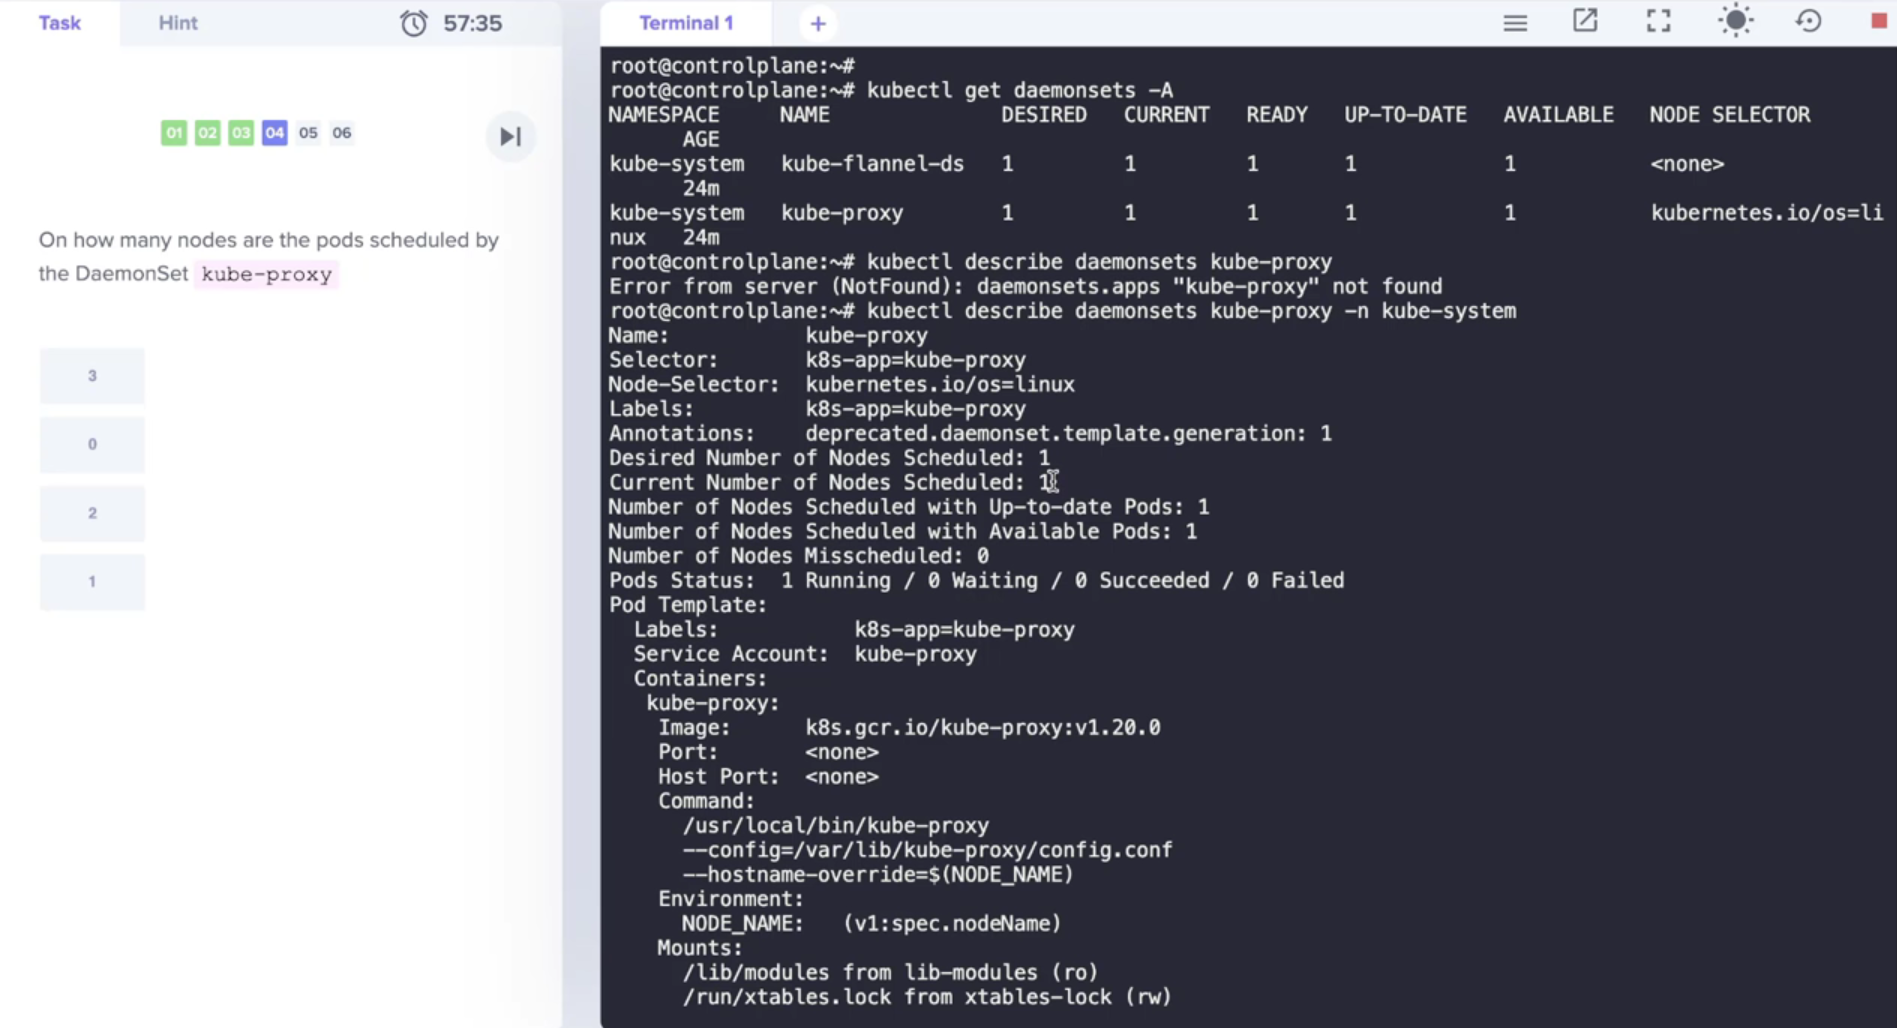 Task
Hint
57:35
01 02 03 04 05 06
On how many nodes are the pods scheduled by
the DaemonSet kube-proxy
3
0
2
1
Terminal 1
+
root@controlplane:~#
root@controlplane:~# kubectl get daemonsets -A
NAMESPACE     NAME              DESIRED   CURRENT   READY   UP-TO-DATE   AVAILABLE   NODE SELECTOR
      AGE
kube-system   kube-flannel-ds   1         1         1       1            1           <none>
      24m
kube-system   kube-proxy        1         1         1       1            1           kubernetes.io/os=li
nux   24m
root@controlplane:~# kubectl describe daemonsets kube-proxy
Error from server (NotFound): daemonsets.apps "kube-proxy" not found
root@controlplane:~# kubectl describe daemonsets kube-proxy -n kube-system
Name:           kube-proxy
Selector:       k8s-app=kube-proxy
Node-Selector:  kubernetes.io/os=linux
Labels:         k8s-app=kube-proxy
Annotations:    deprecated.daemonset.template.generation: 1
Desired Number of Nodes Scheduled: 1
Current Number of Nodes Scheduled: 1
Number of Nodes Scheduled with Up-to-date Pods: 1
Number of Nodes Scheduled with Available Pods: 1
Number of Nodes Misscheduled: 0
Pods Status:  1 Running / 0 Waiting / 0 Succeeded / 0 Failed
Pod Template:
  Labels:           k8s-app=kube-proxy
  Service Account:  kube-proxy
  Containers:
   kube-proxy:
    Image:      k8s.gcr.io/kube-proxy:v1.20.0
    Port:       <none>
    Host Port:  <none>
    Command:
      /usr/local/bin/kube-proxy
      --config=/var/lib/kube-proxy/config.conf
      --hostname-override=$(NODE_NAME)
    Environment:
      NODE_NAME:   (v1:spec.nodeName)
    Mounts:
      /lib/modules from lib-modules (ro)
      /run/xtables.lock from xtables-lock (rw)